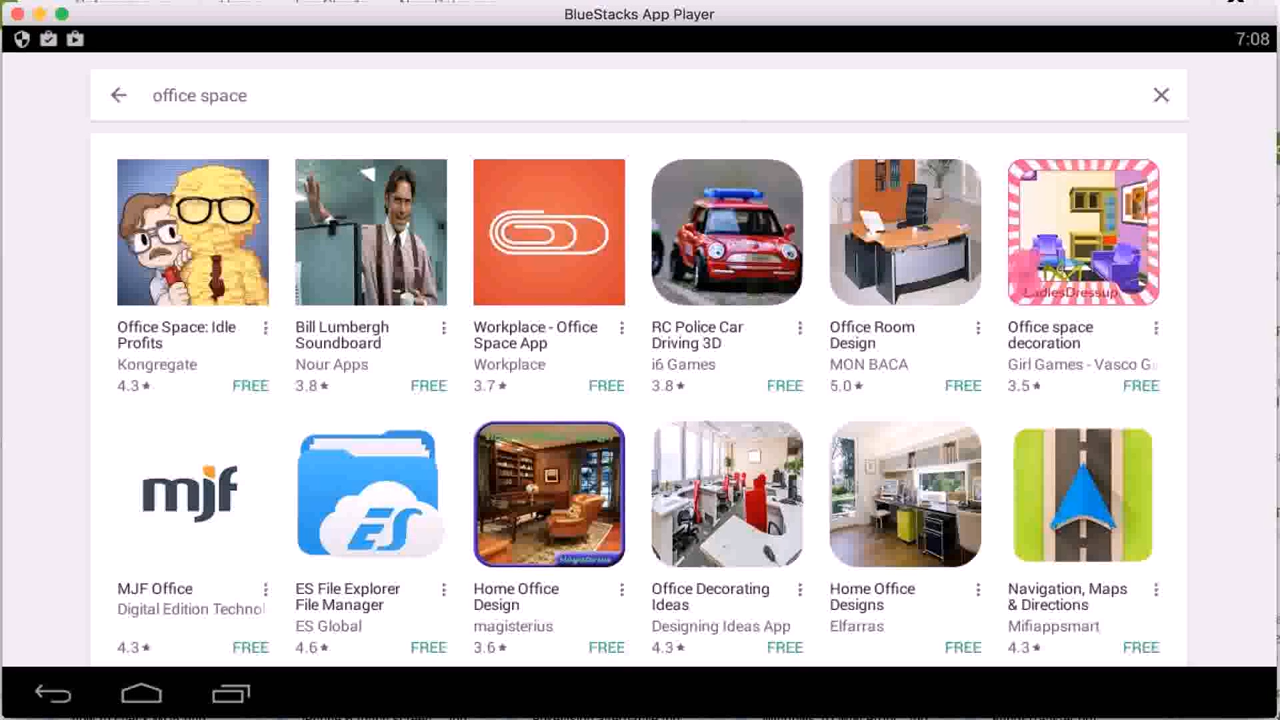 BlueStacks App Player
7:08
office space
Office Space: Idle Profits
Kongregate
4.3 FREE
Bill Lumbergh Soundboard
Nour Apps
3.8 FREE
Workplace - Office Space App
Workplace
3.7 FREE
RC Police Car Driving 3D
i6 Games
3.8 FREE
Office Room Design
MON BACA
5.0 FREE
LadiesDressup
Office space decoration
Girl Games - Vasco G
3.5 FREE
mjf
MJF Office
Digital Edition Technol
4.3 FREE
ES
ES File Explorer File Manager
ES Global
4.6 FREE
Magisterius
Home Office Design
magisterius
3.6 FREE
Office Decorating Ideas
Designing Ideas App
4.3 FREE
Home Office Designs
Elfarras
FREE
Navigation, Maps & Directions
Mifiappsmart
4.3 FREE